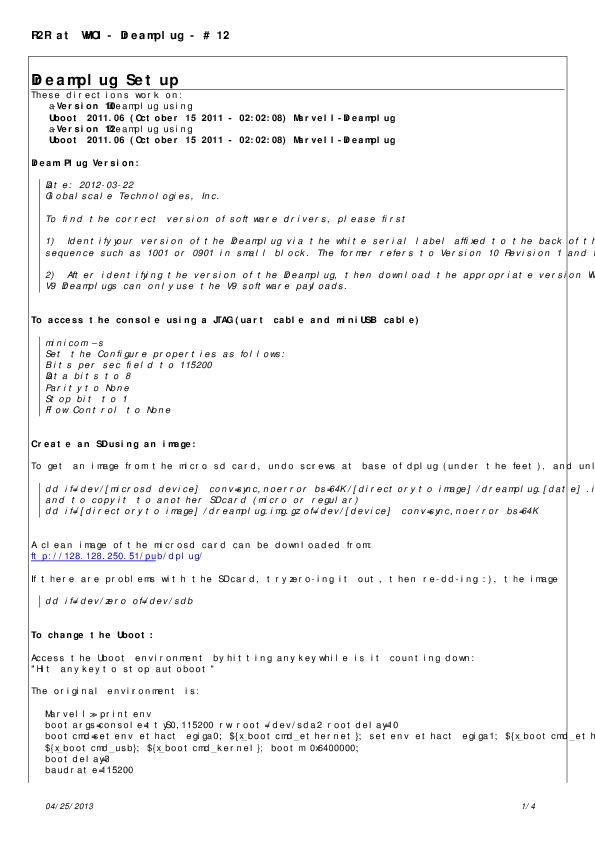 R2R at WHOI - Dreamplug - # 12
Dreamplug Set up
These directions work on:
a Version 10 Dreamplug using
Uboot 2011.06 (October 15 2011 - 02:02:08) Marvell-Dreamplug
a Version 12 Dreamplug using
Uboot 2011.06 (October 15 2011 - 02:02:08) Marvell-Dreamplug
DreamPlug Version:
Date: 2012-03-22
Globalscale Technologies, Inc.
To find the correct version of software drivers, please first
1) Identify your version of the Dreamplug via the white serial label affixed to the back of th
sequence such as 1001 or 0901 in small block. The former refers to Version 10 Revision 1 and
2) After identifying the version of the Dreamplug, then download the appropriate version
V9 Dreamplugs can only use the V9 software payloads.
To access the console using a JTAG (uart cable and miniUSB cable)
minicom –s
Set the Configure properties as follows:
Bits per sec field to 115200
Data bits to 8
Parity to None
Stop bit to 1
Flow Control to None
Create an SD using an image:
To get an image from the micro sd card, undo screws at base of dplug (under the feet), and unl
dd if=/dev/[microsd device] conv=sync,noerror bs=64K/[directory to image]/dreamplug.[date].i
and to copy it to another SD card (micro or regular)
dd if=/[directory to image]/dreamplug.img.gz of=/dev/[device] conv=sync,noerror bs=64K
A clean image of the microsd card can be downloaded from:
ftp://128.128.250.51/pub/dplug/
If there are problems with the SD card, try zero-ing it out, then re-dd-ing :), the image
dd if=/dev/zero of=/dev/sdb
To change the Uboot:
Access the Uboot environment by hitting any key while is it counting down:
"Hit any key to stop autoboot"
The original environment is:
Marvell>> printenv
bootargs=console=ttyS0,115200 rw root=/dev/sda2 rootdelay=10
bootcmd=setenv ethact egiga0; ${x_bootcmd_ethernet}; setenv ethact egiga1; ${x_bootcmd_eth
${x_bootcmd_usb}; ${x_bootcmd_kernel}; bootm 0x6400000;
bootdelay=3
baudrate=115200
04/25/2013
1/4